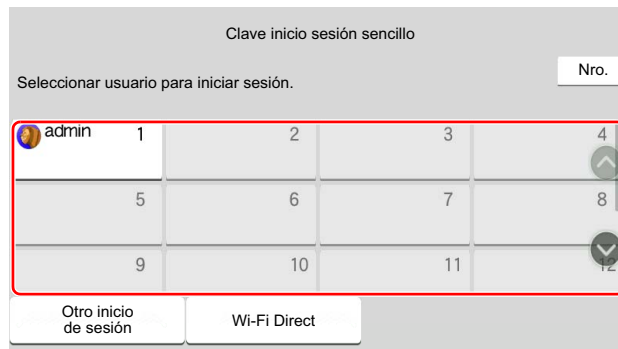 Clave inicio sesión sencillo
Nro.
Seleccionar usuario para iniciar sesión.
admin 1 2 3 4
5 6 7 8
9 10 11 12
Otro inicio
de sesión
Wi-Fi Direct